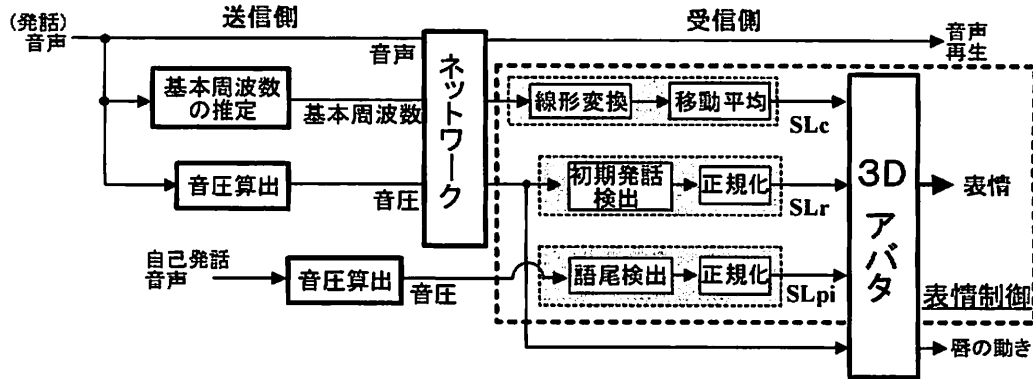 (発話)
音声
送信側
受信側
音声
音声
再生
基本周波数
の推定
基本周波数
ネットワーク
線形変換
移動平均
SLc
音圧算出
音圧
初期発話
検出
正規化
SLr
3D
アバタ
表情
自己発話
音声
音圧算出
音圧
語尾検出
正規化
SLpi
表情制御
唇の動き